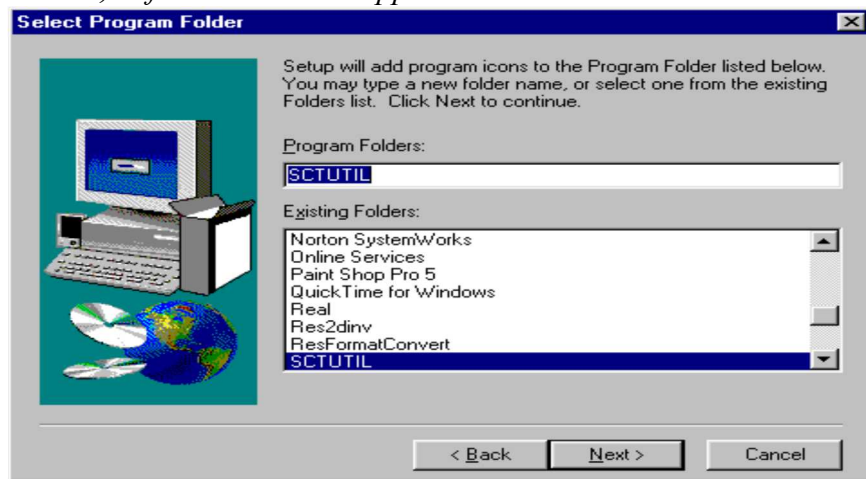 Select Program Folder
Setup will add program icons to the Program Folder listed below.
You may type a new folder name, or select one from the existing
Folders list. Click Next to continue.
Program Folders:
SCTUTIL
Existing Folders:
Norton SystemWorks
Online Services
Paint Shop Pro 5
QuickTime for Windows
Real
Res2dinv
ResFormatConvert
SCTUTIL
< Back
Next >
Cancel